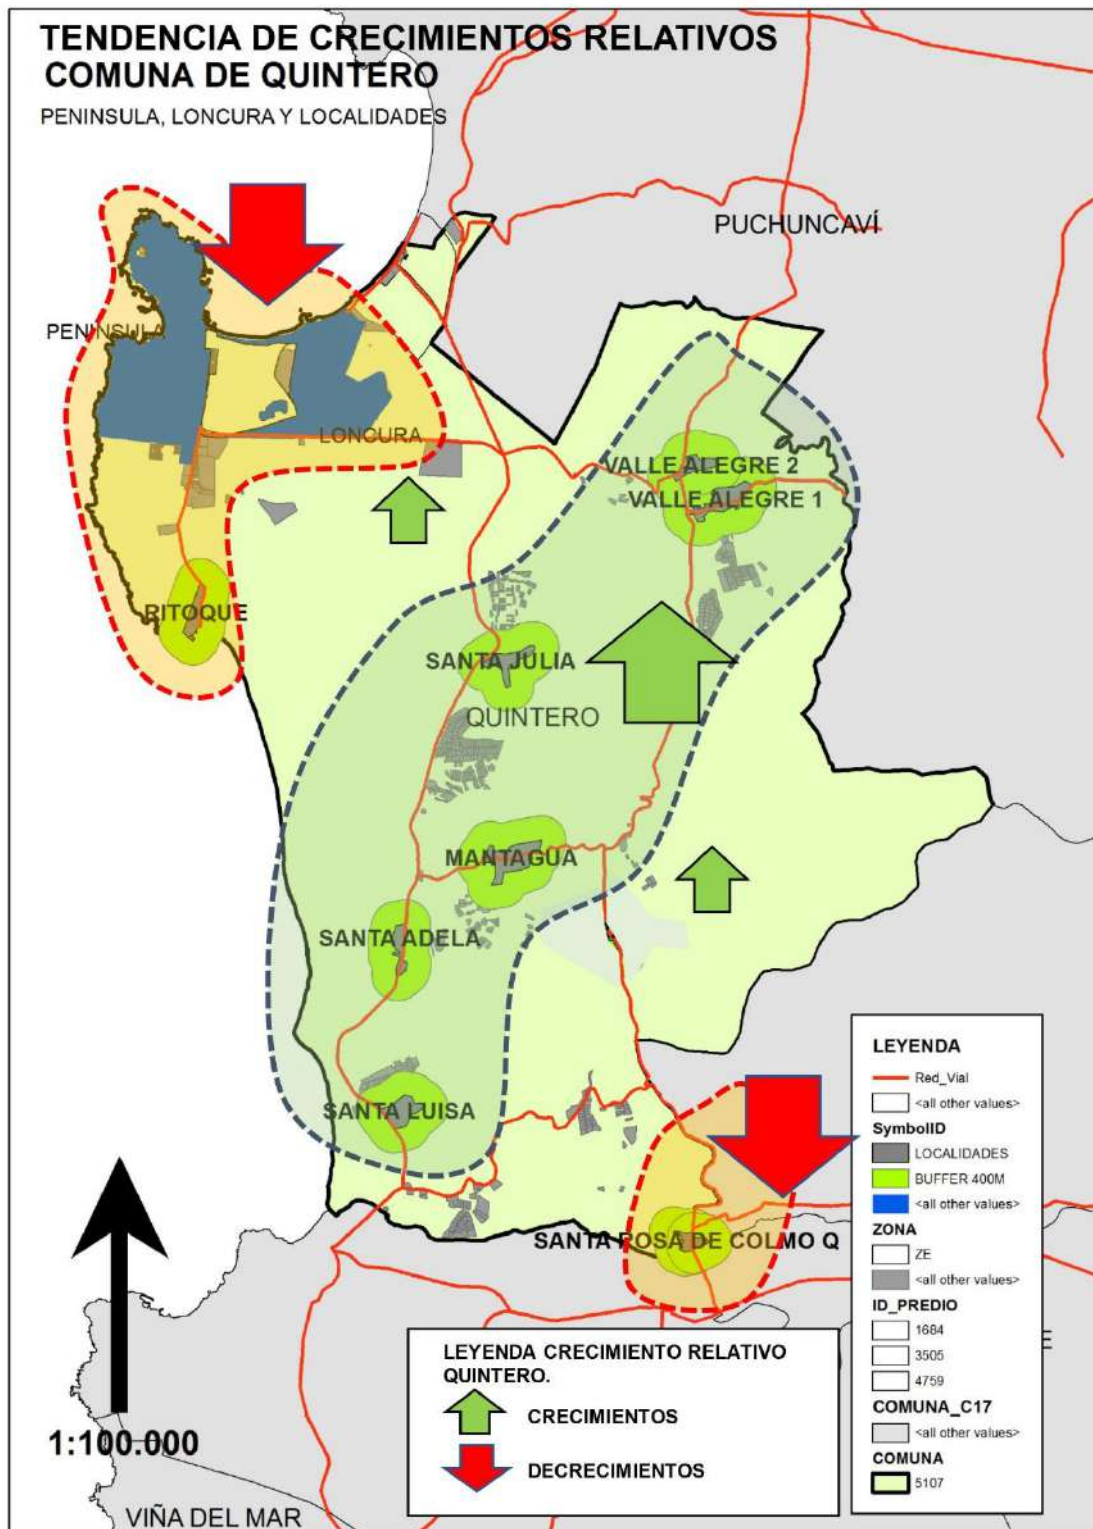 TENDENCIA DE CRECIMIENTOS RELATIVOS
COMUNA DE QUINTERO
PENINSULA, LONCURA Y LOCALIDADES
PUCHUNCAVÍ
PENINSULA
LONCURA
VALLE ALEGRE 2
VALLE ALEGRE 1
RITOQUE
SANTA JULIA
QUINTERO
MANTAGUA
SANTA ADELA
SANTA LUISA
SANTA ROSA DE COLMO Q
LEYENDA
Red_Vial
<all other values>
SymbolID
LOCALIDADES
BUFFER 400M
<all other values>
ZONA
ZE
<all other values>
ID_PREDIO
1684
3505
4759
COMUNA_C17
<all other values>
COMUNA
5107
E
LEYENDA CRECIMIENTO RELATIVO
QUINTERO.
CRECIMIENTOS
DECRECIMIENTOS
1:100.000
VIÑA DEL MAR